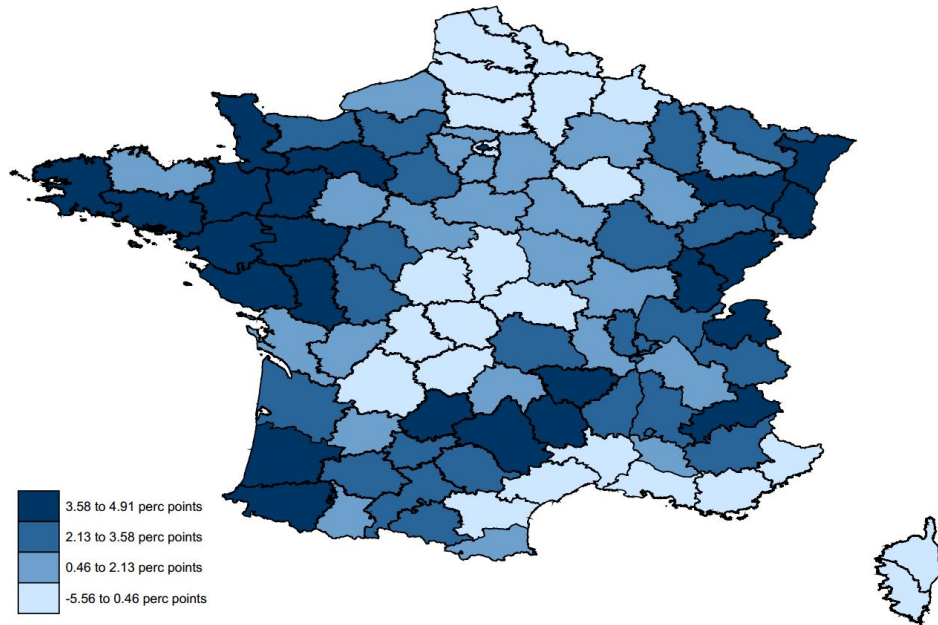 3.58 to 4.91 perc points
2.13 to 3.58 perc points
0.46 to 2.13 perc points
-5.56 to 0.46 perc points